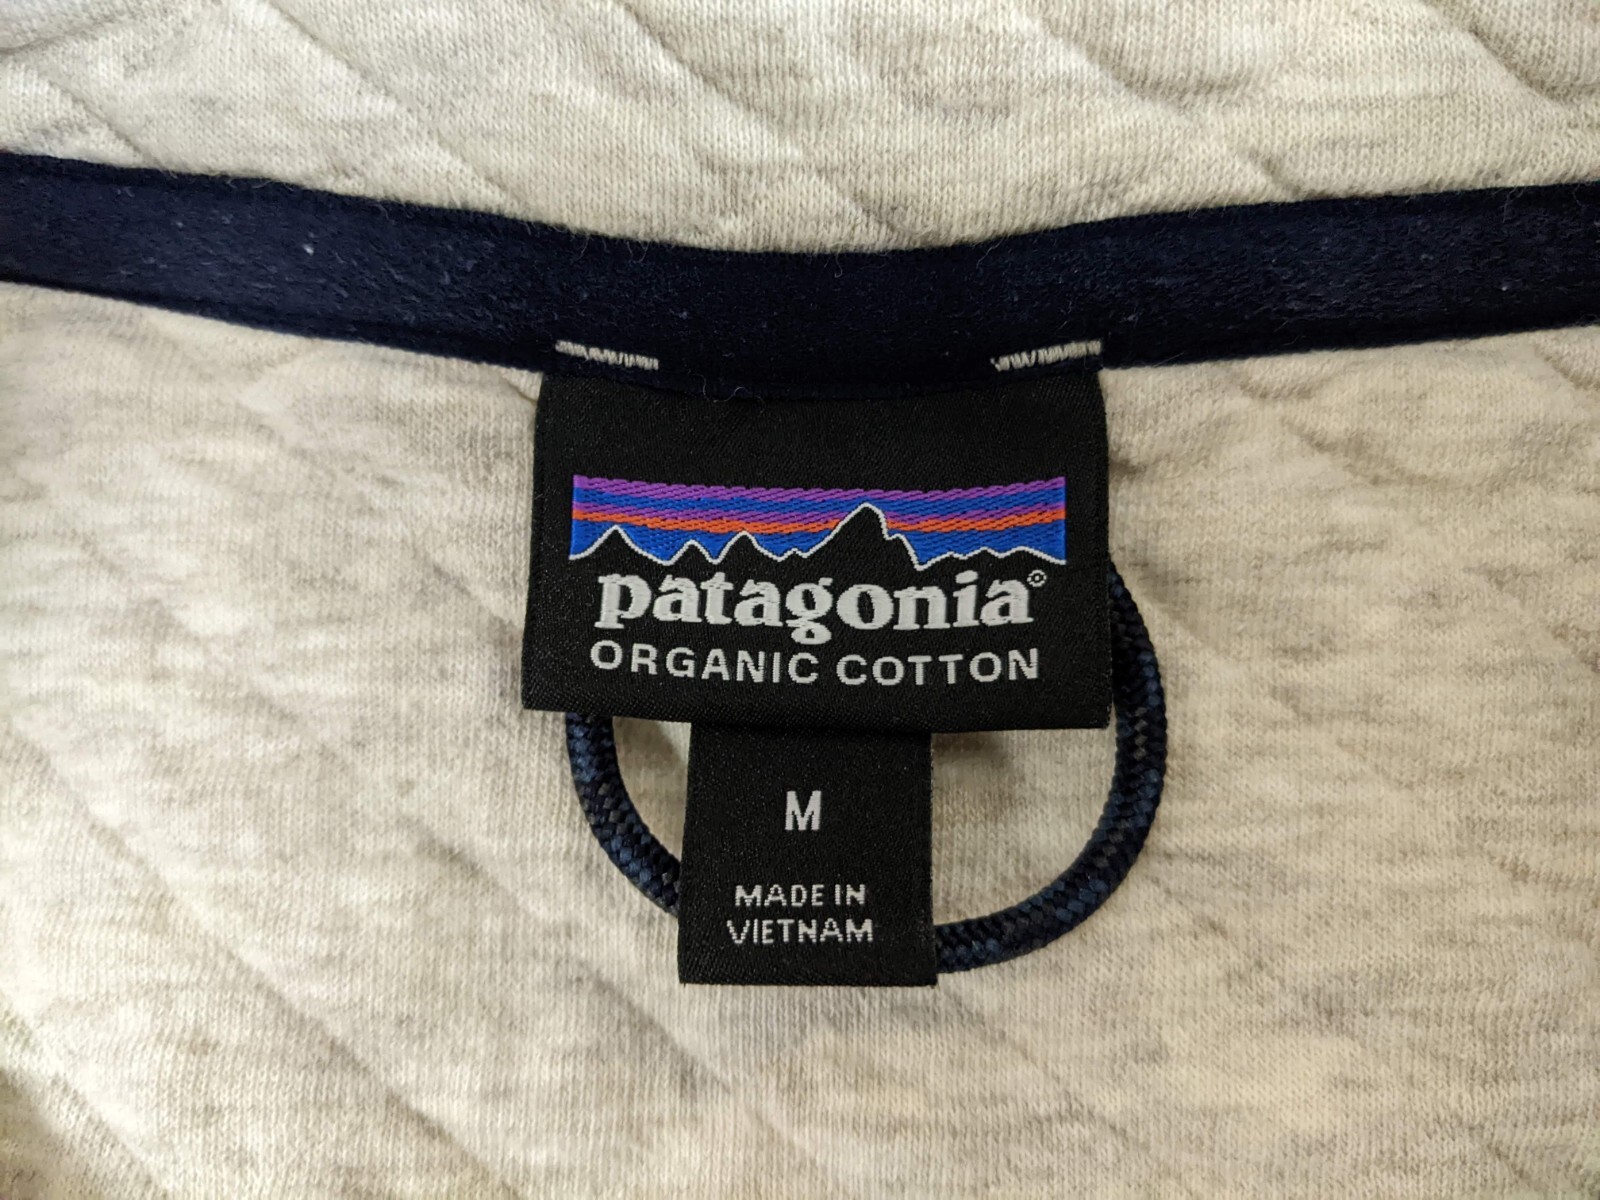 patagonia®
ORGANIC COTTON
M
MADE IN
VIETNAM